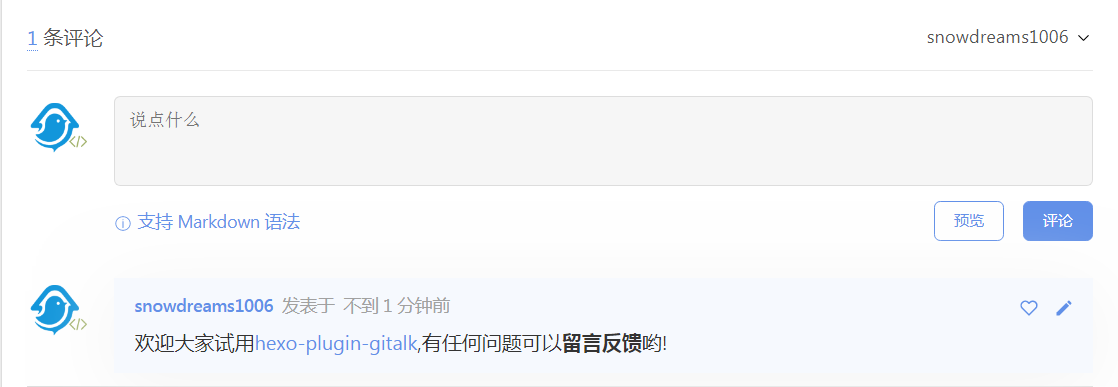 1 条评论
snowdreams1006
说点什么
支持 Markdown 语法
预览
评论
snowdreams1006 发表于 不到 1 分钟前
欢迎大家试用hexo-plugin-gitalk,有任何问题可以留言反馈哟!